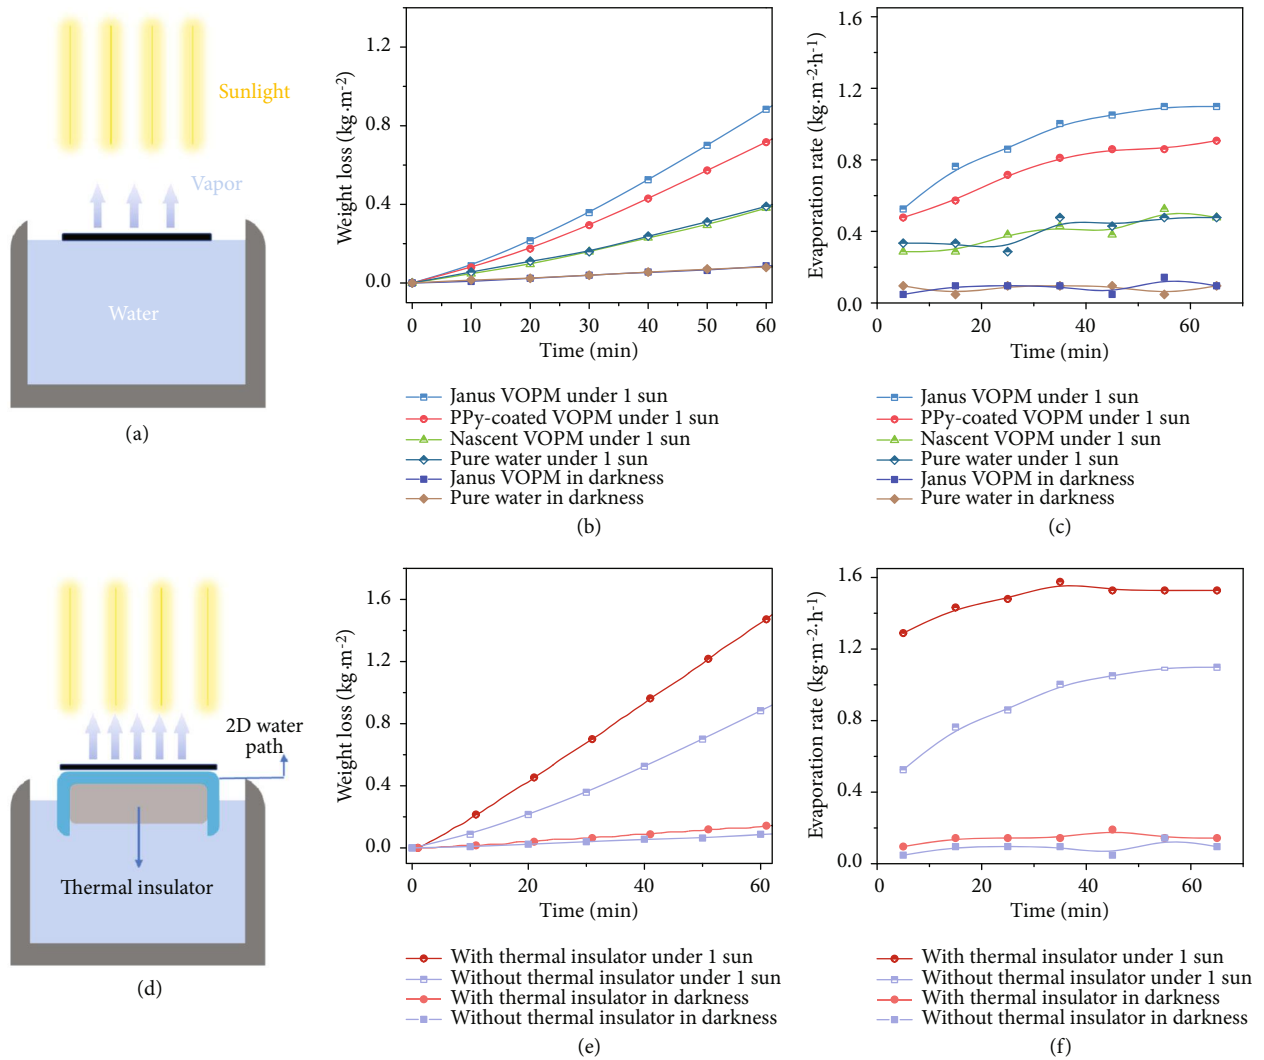 Sunlight
Vapor
Water
(a)
Weight loss (kg·m-2)
1.2
0.8
0.4
0.0
0 10 20 30 40 50 60
Time (min)
Janus VOPM under 1 sun
PPy-coated VOPM under 1 sun
Nascent VOPM under 1 sun
Pure water under 1 sun
Janus VOPM in darkness
Pure water in darkness
(b)
Evaporation rate (kg·m-2·h-1)
1.6
1.2
0.8
0.4
0.0
0 20 40 60
Time (min)
Janus VOPM under 1 sun
PPy-coated VOPM under 1 sun
Nascent VOPM under 1 sun
Pure water under 1 sun
Janus VOPM in darkness
Pure water in darkness
(c)
2D water
path
Thermal insulator
(d)
Weight loss (kg·m-2)
1.6
1.2
0.8
0.4
0.0
0 20 40 60
Time (min)
With thermal insulator under 1 sun
Without thermal insulator under 1 sun
With thermal insulator in darkness
Without thermal insulator in darkness
(e)
Evaporation rate (kg·m-2·h-1)
1.6
1.2
0.8
0.4
0.0
0 20 40 60
Time (min)
With thermal insulator under 1 sun
Without thermal insulator under 1 sun
With thermal insulator in darkness
Without thermal insulator in darkness
(f)